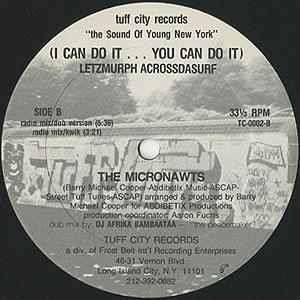 tuff city records
"the Sound Of Young New York"
(I CAN DO IT . . . YOU CAN DO IT)
LETZMURPH ACROSSDASURF
SIDE B
33⅓ RPM
radio mix/dub version (5:36)
TC-0002-B
radio mix/kwik (3:21)
THE MICRONAWTS
(Barry Michael Cooper-Abdibetix Music-ASCAP-
Street Tuff Tunes-ASCAP) arranged & produced by Barry
Michael Cooper for ABDIBETIX Productions
production coordinator: Aaron Fuchs
dub mix by DJ AFRIKA BAMBAATAA — the peacemaker
TUFF CITY RECORDS
a div. of Frost Belt Int'l Recording Enterprises
46-31 Vernon Blvd.
Long Island City, N.Y. 11101
212-392-0882